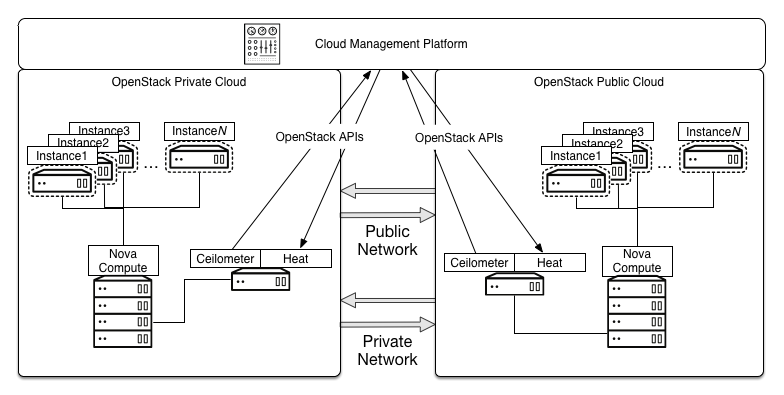 Cloud Management Platform
OpenStack Private Cloud
Instance3
Instance2
Instance1
...
InstanceN
OpenStack APIs
Nova
Compute
Ceilometer
Heat
Public
Network
Private
Network
OpenStack Public Cloud
OpenStack APIs
Instance3
Instance2
Instance1
...
InstanceN
Ceilometer
Heat
Nova
Compute